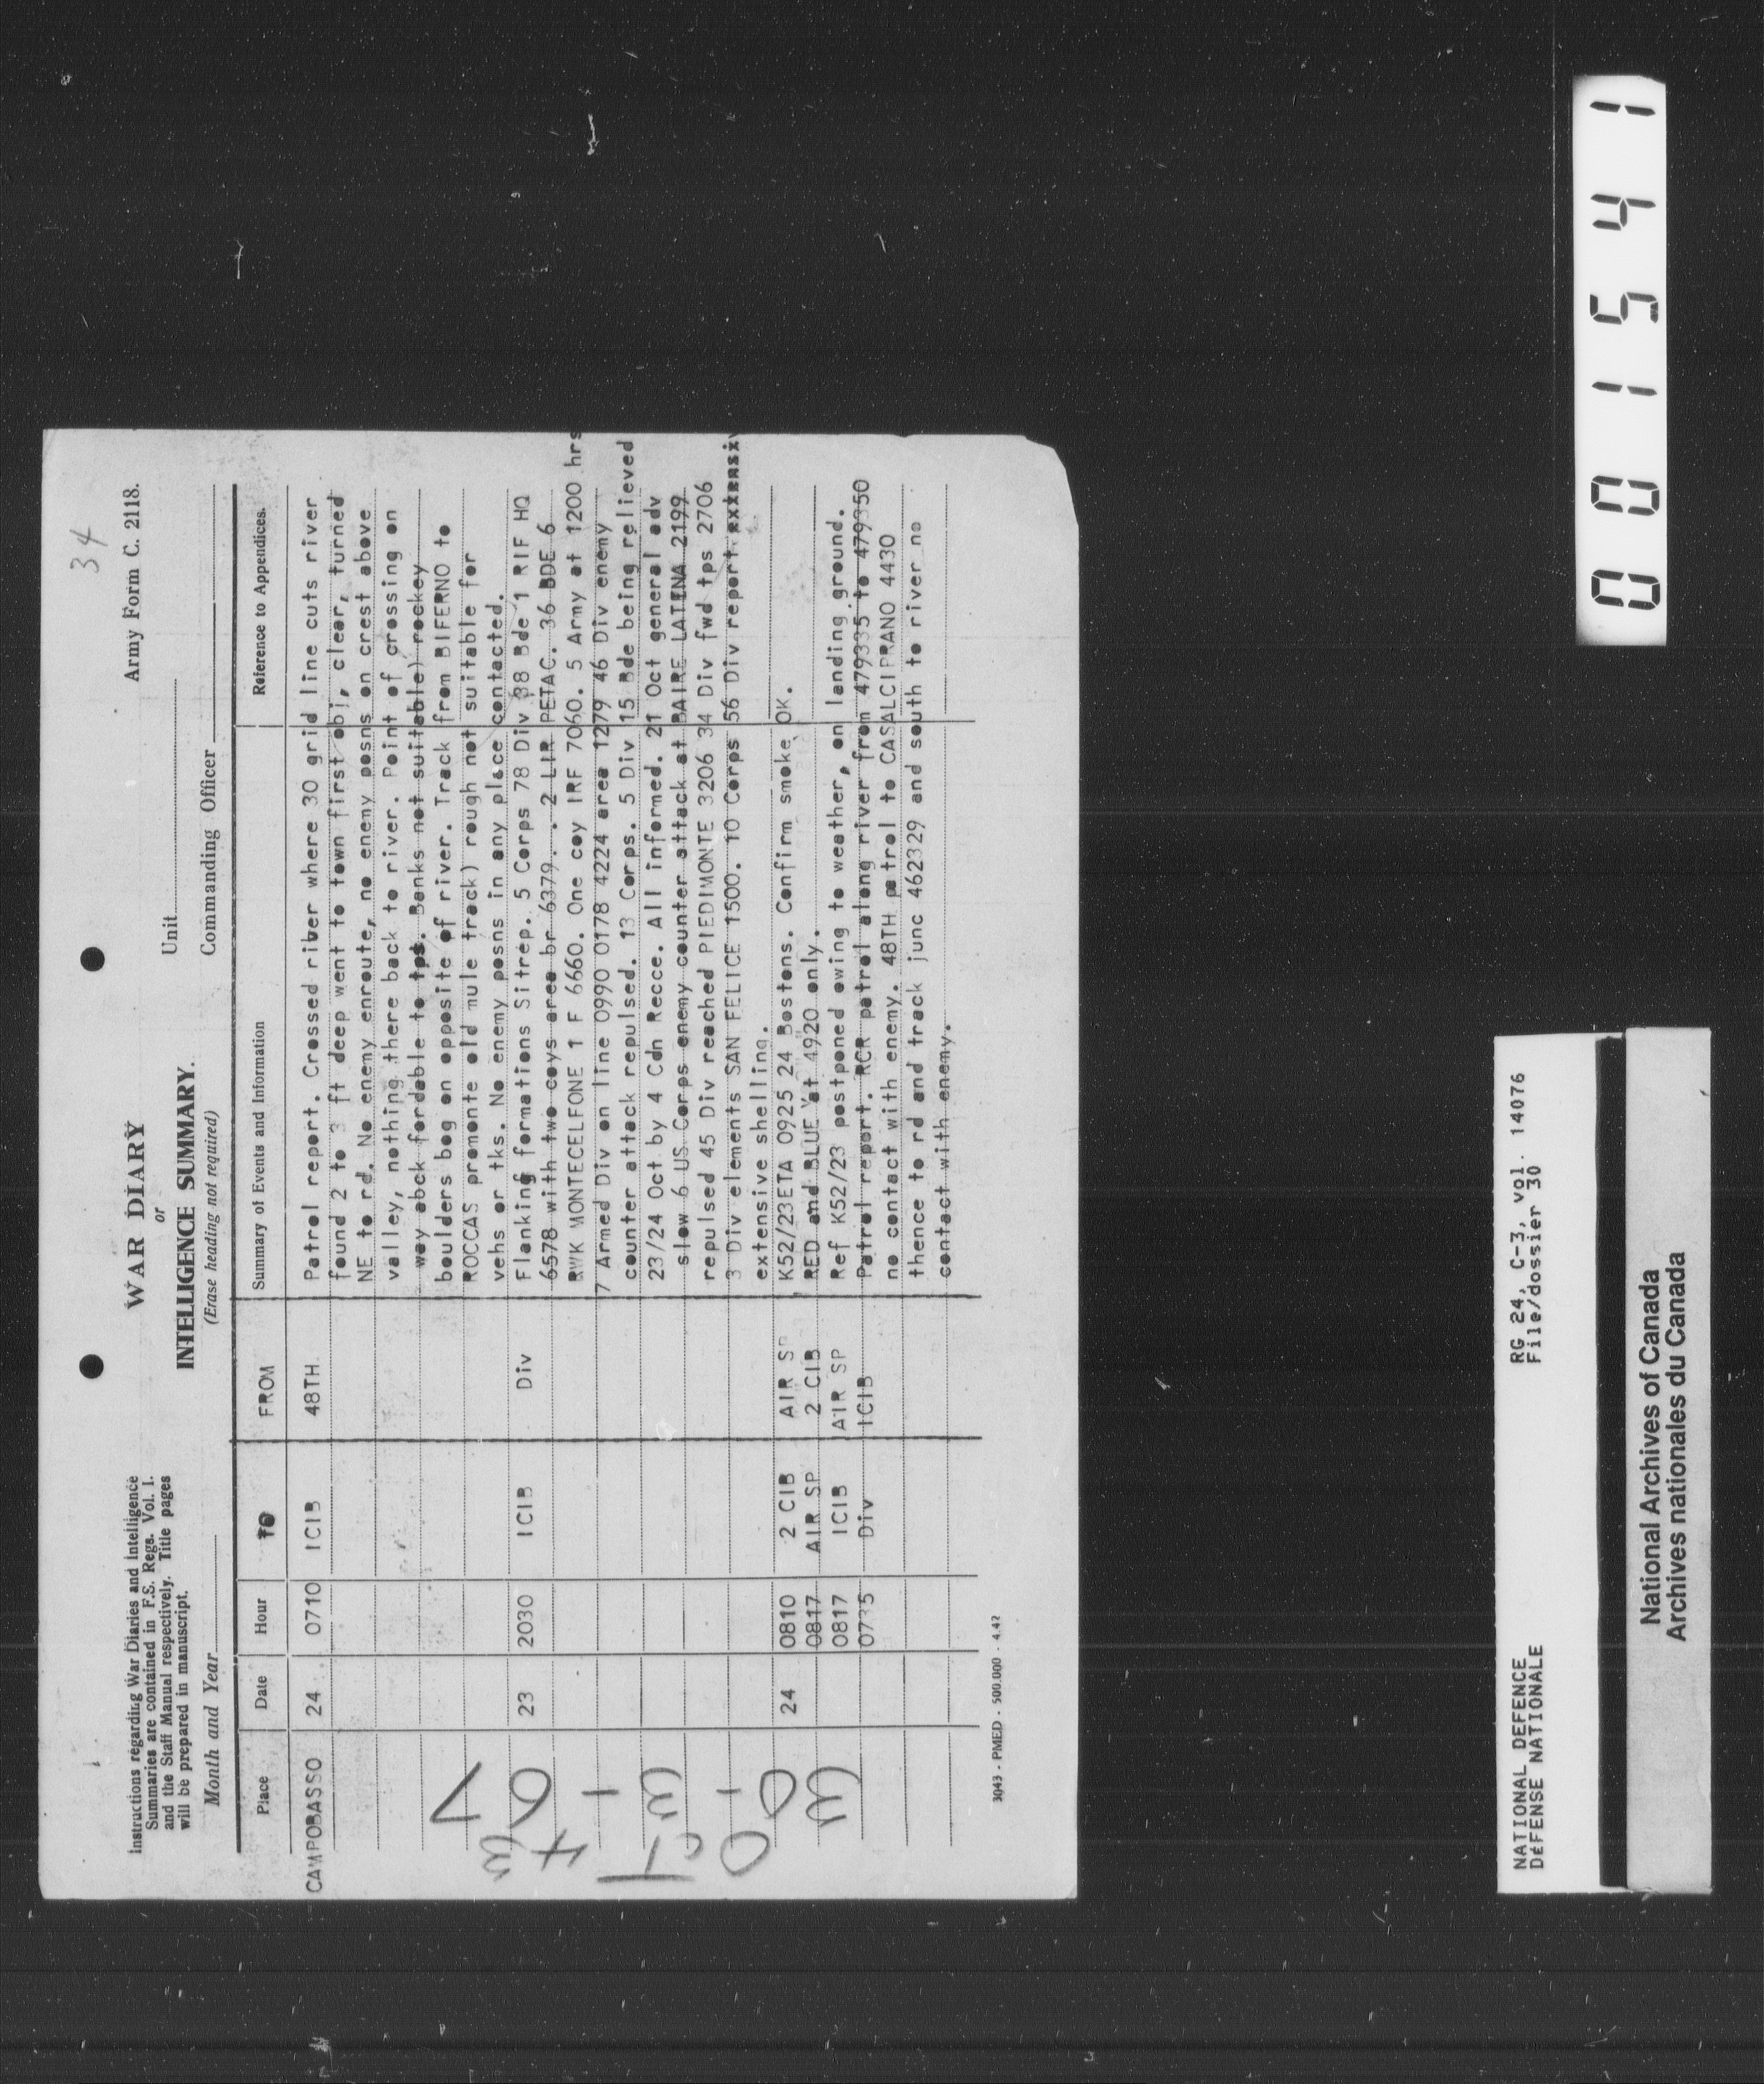 34
Instructions regarding War Diaries and Intelligence
Summaries are contained in F.S. Regs. Vol. I.
and the Staff Manual respectively. Title pages
will be prepared in manuscript.
Month and Year
WAR DIARY
or
INTELLIGENCE SUMMARY.
(Erase heading not required)
Army Form C. 2118.
Unit
Commanding Officer
Place Date Hour TO FROM Summary of Events and Information Reference to Appendices.
CAMPOBASSO 24 0710 ICIB 48TH Patrol report. Crossed river where 30 grid line cuts river
found 2 to 3 ft deep went to town first obj, clear, turned
NE to rd. No enemy enroute, no enemy posns on crest above
valley, nothing there back to river. Point of crossing on
way abck fordable to tps. Banks not suitable) rockey
boulders bog on opposite of river. Track from BIFERNO to
ROCCAS promonte old mule track) rough not suitable for
vehs or tks. No enemy posns in any place contacted.
23 2030 ICIB Div Flanking formations Sitrep. 5 Corps 78 Div 38 Bde 1 RIF HQ
6578 with two coys area br 6379. . 2 LIR PETAC. 36 BDE 6
RWK MONTECELFONE 1 F 6660. One coy IRF 7060. 5 Army at 1200 hrs
7 Armed Div on line 0990 0178 4224 area 1279 46 Div enemy
counter attack repulsed. 13 Corps. 5 Div 15 Bde being relieved
23/24 Oct by 4 Cdn Recce. All informed. 21 Oct general adv
slow 6 US Corps enemy counter attack at BAIRE LATINA 2199
repulsed 45 Div reached PIEDIMONTE 3206 34 Div fwd tps 2706
3 Div elements SAN FELICE 1500. 10 Corps 56 Div report
extensive shelling.
24 0810 2 CIB AIR SP K52/23ETA 0925 24 Bostons. Confirm smoke OK.
0817 AIR SP 2 CIB RED and BLUE at 4920 only.
0817 ICIB AIR SP Ref K52/23 postponed owing to weather, on landing ground.
0735 Div ICIB Patrol report. RCR patrol along river from 479335 to 479350
no contact with enemy. 48TH patrol to CASALCIPRANO 4430
thence to rd and track junc 462329 and south to river no
contact with enemy.
Oct 43
30-3-67
3043 - PMED - 500.000 - 4.42
NATIONAL DEFENCE
DÉFENSE NATIONALE
RG 24, C-3, vol. 14076
File/dossier 30
National Archives of Canada
Archives nationales du Canada
001541